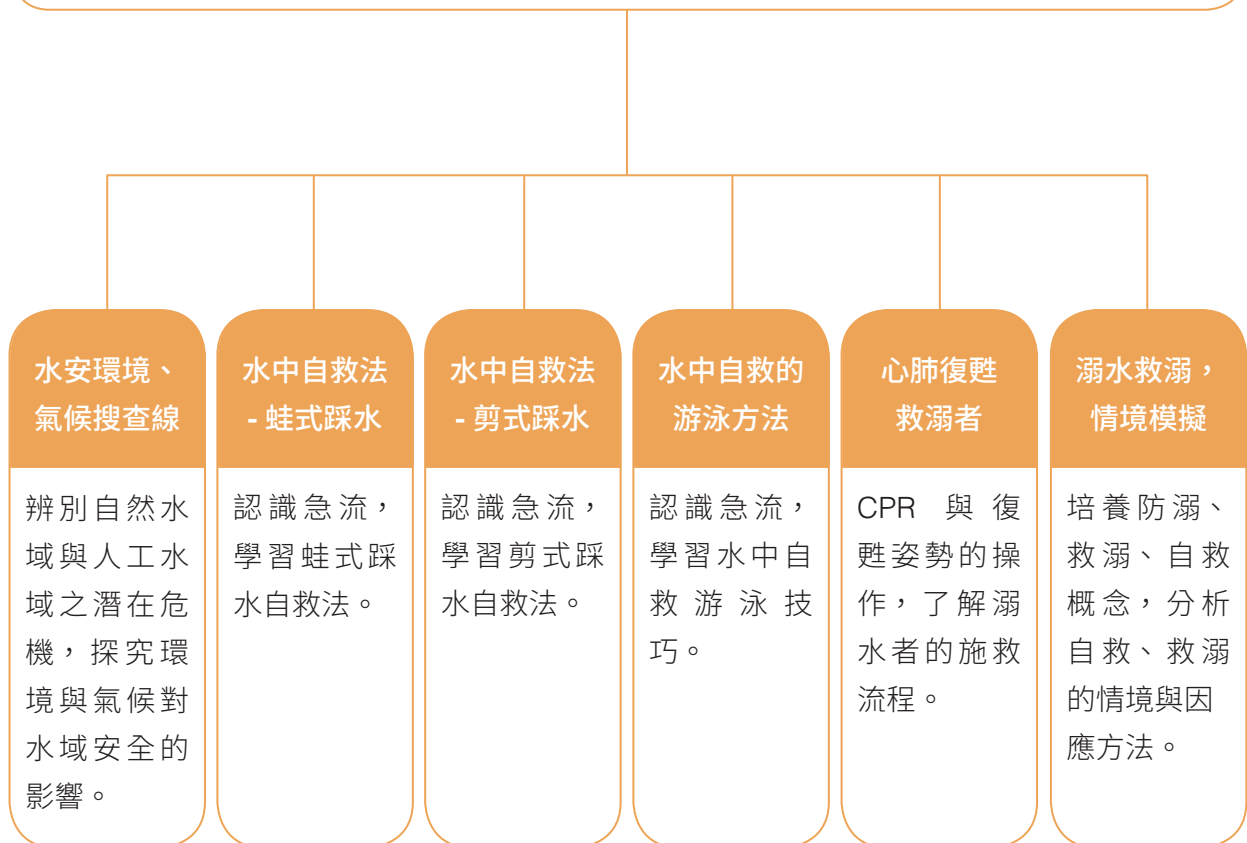 水安環境、
氣候搜查線
辨別自然水
域與人工水
域之潛在危
機，探究環
境與氣候對
水域安全的
影響。
水中自救法
- 蛙式踩水
認識急流，
學習蛙式踩
水自救法。
水中自救法
- 剪式踩水
認識急流，
學習剪式踩
水自救法。
水中自救的
游泳方法
認識急流，
學習水中自
救游泳技
巧。
心肺復甦
救溺者
CPR 與復
甦姿勢的操
作，了解溺
水者的施救
流程。
溺水救溺，
情境模擬
培養防溺、
救溺、自救
概念，分析
自救、救溺
的情境與因
應方法。